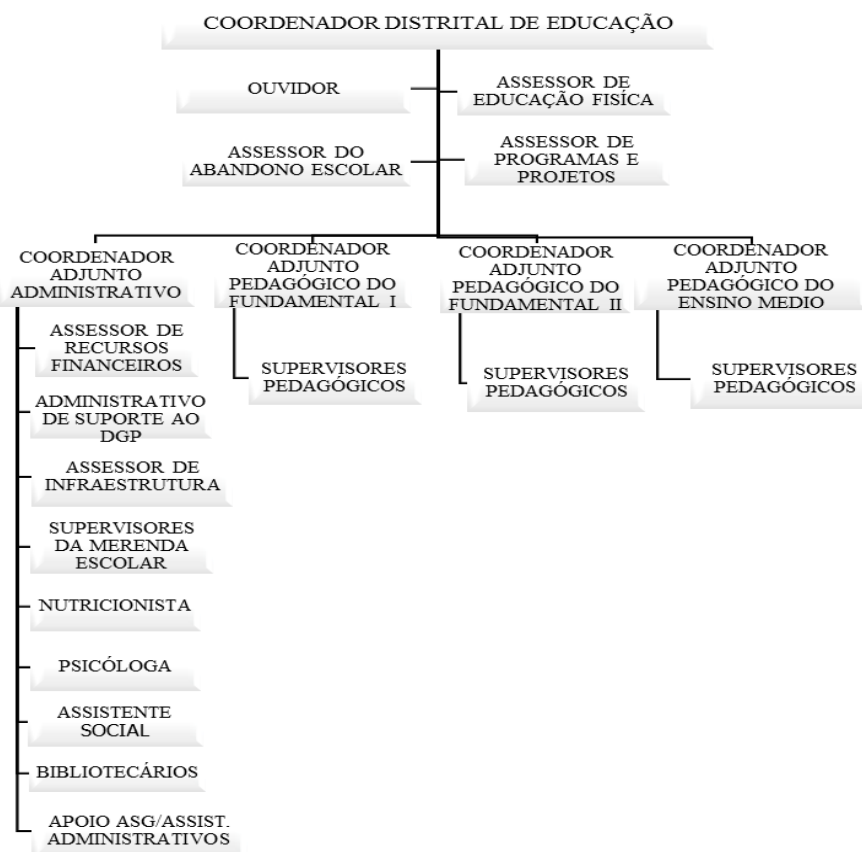 COORDENADOR DISTRITAL DE EDUCAÇÃO
OUVIDOR
ASSESSOR DE
EDUCAÇÃO FISÍCA
ASSESSOR DO
ABANDONO ESCOLAR
ASSESSOR DE
PROGRAMAS E
PROJETOS
COORDENADOR
ADJUNTO
ADMINISTRATIVO
COORDENADOR
ADJUNTO
PEDAGÓGICO DO
FUNDAMENTAL I
COORDENADOR
ADJUNTO
PEDAGÓGICO DO
FUNDAMENTAL II
COORDENADOR
ADJUNTO
PEDAGÓGICO DO
ENSINO MEDIO
ASSESSOR DE
RECURSOS
FINANCEIROS
ADMINISTRATIVO
DE SUPORTE AO
DGP
ASSESSOR DE
INFRAESTRUTURA
SUPERVISORES
DA MERENDA
ESCOLAR
NUTRICIONISTA
PSICÓLOGA
ASSISTENTE
SOCIAL
BIBLIOTECÁRIOS
APOIO ASG/ASSIST.
ADMINISTRATIVOS
SUPERVISORES
PEDAGÓGICOS
SUPERVISORES
PEDAGÓGICOS
SUPERVISORES
PEDAGÓGICOS